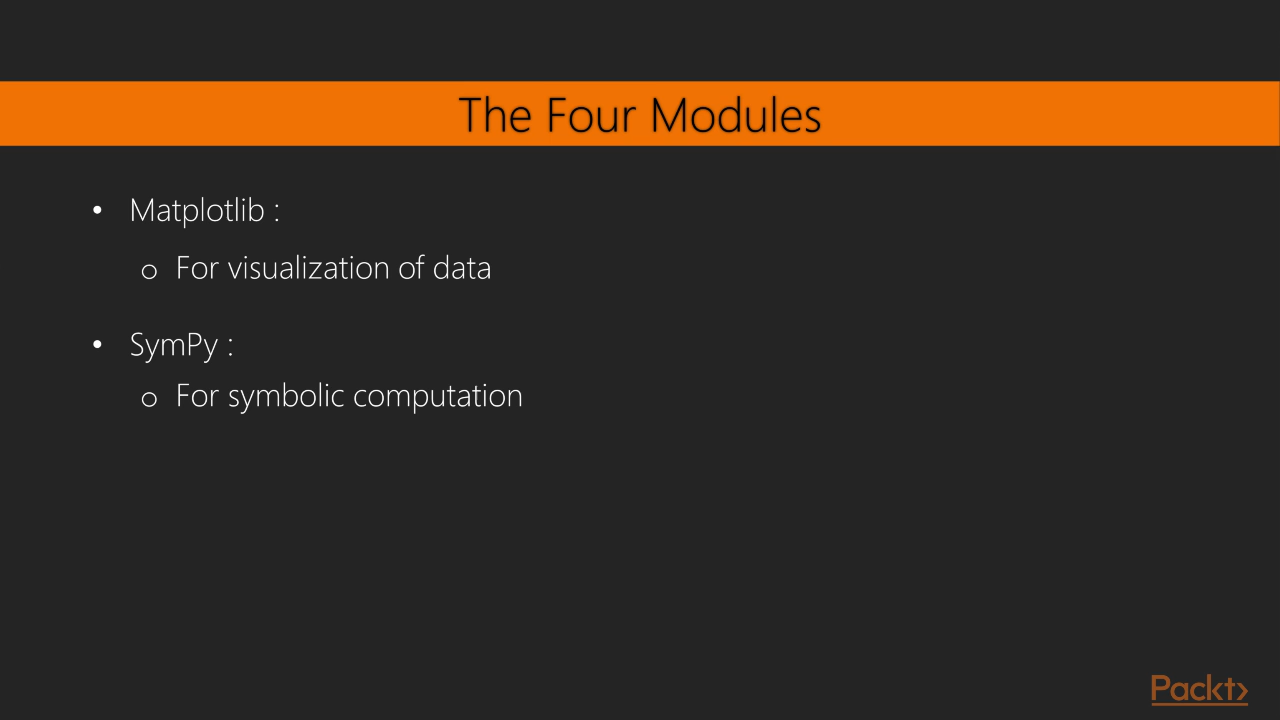 The Four Modules
• Matplotlib :
o For visualization of data
• SymPy :
o For symbolic computation
Packt>